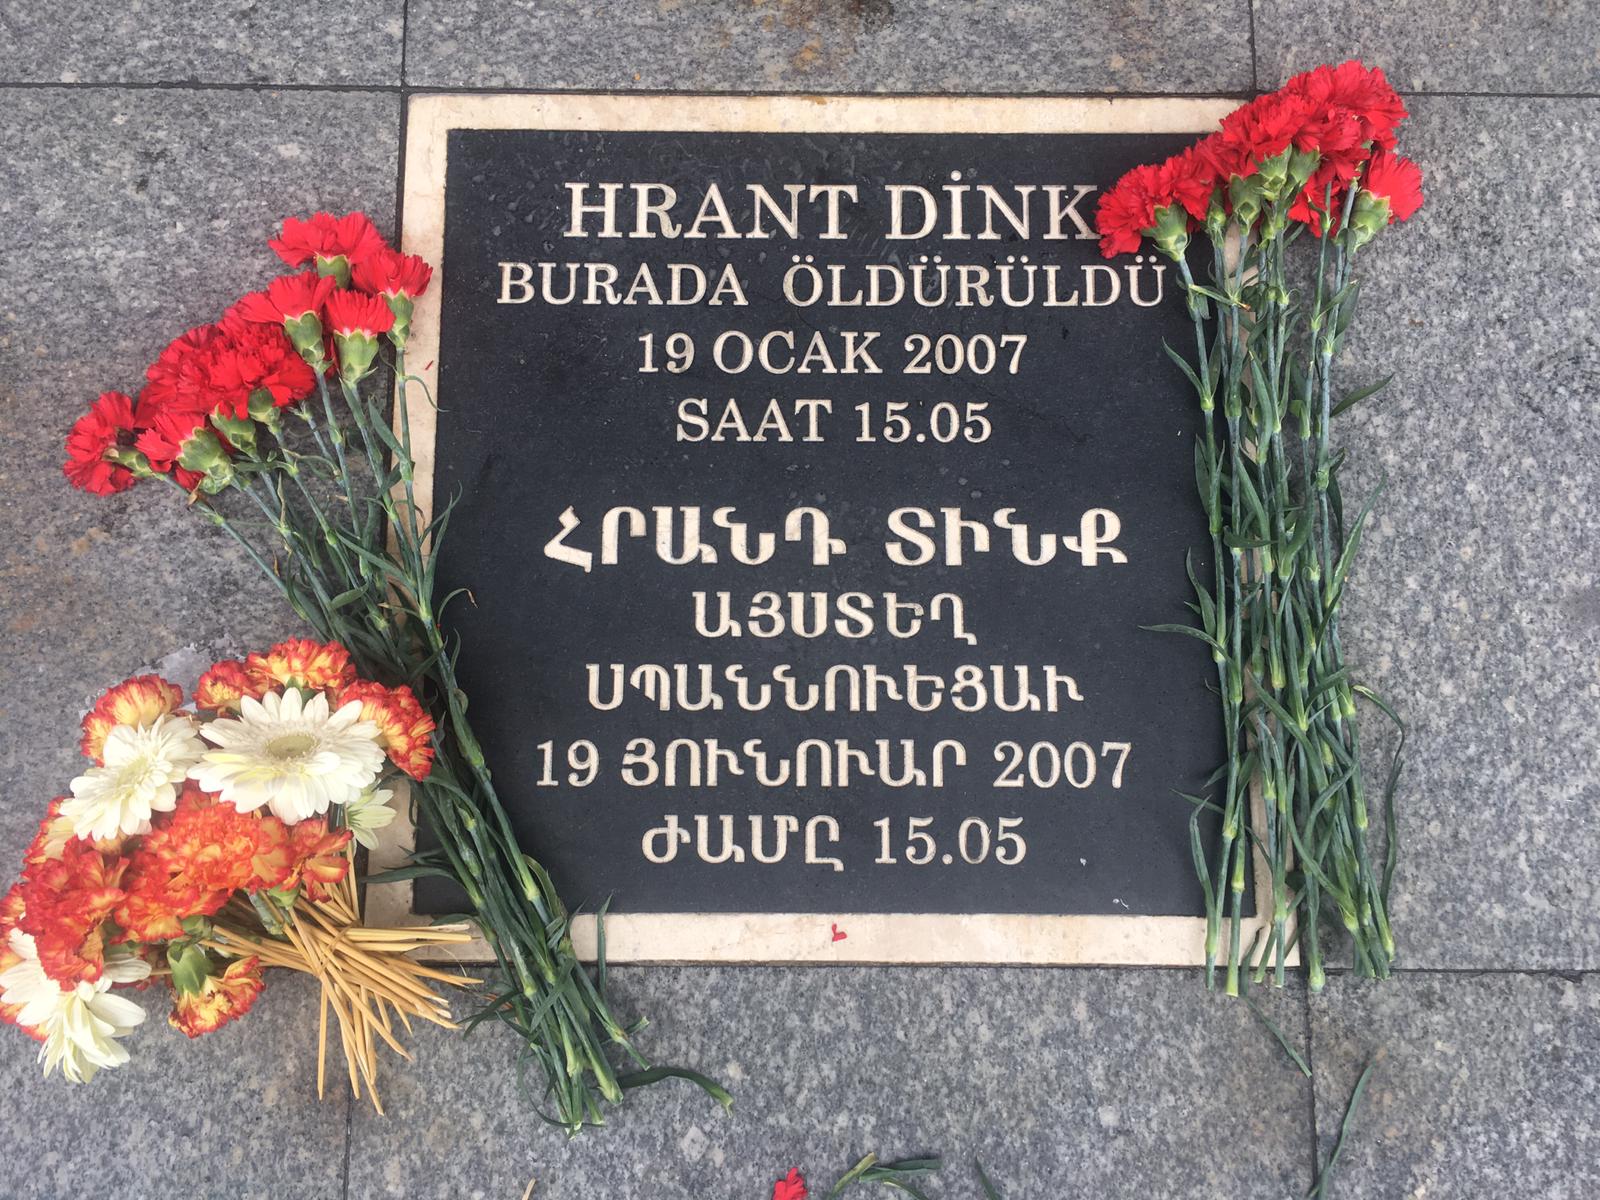 HRANT DİNK
BURADA ÖLDÜRÜLDÜ
19 OCAK 2007
SAAT 15.05
ՀՐԱՆԴ ՏԻՆՔ
ԱՅՍՏԵՂ
ՍՊԱՆՆՈՒԵՑԱՒ
19 ՅՈՒՆՈՒԱՐ 2007
ԺԱՄԸ 15.05